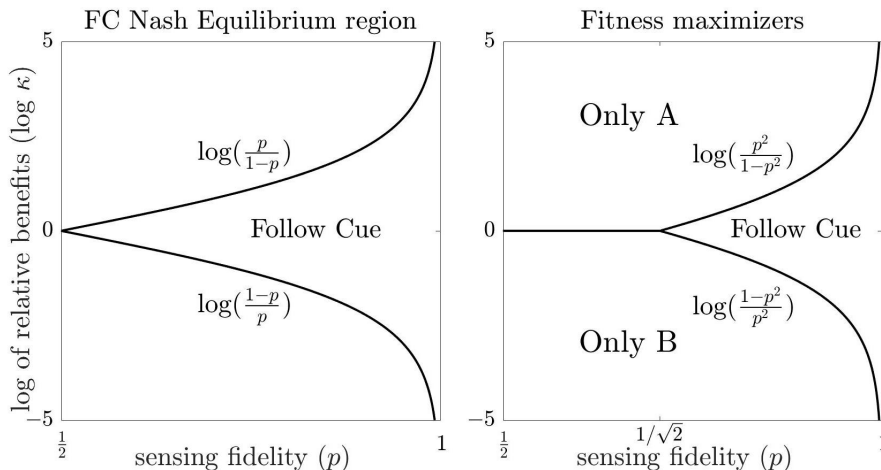 FC Nash Equilibrium region
log of relative benefits (log κ)
5
0
−5
log(p/1−p)
Follow Cue
log(1−p/p)
1/2
1
sensing fidelity (p)
Fitness maximizers
5
0
−5
Only A
log(p²/1−p²)
Follow Cue
log(1−p²/p²)
Only B
1/2
1/√2
sensing fidelity (p)